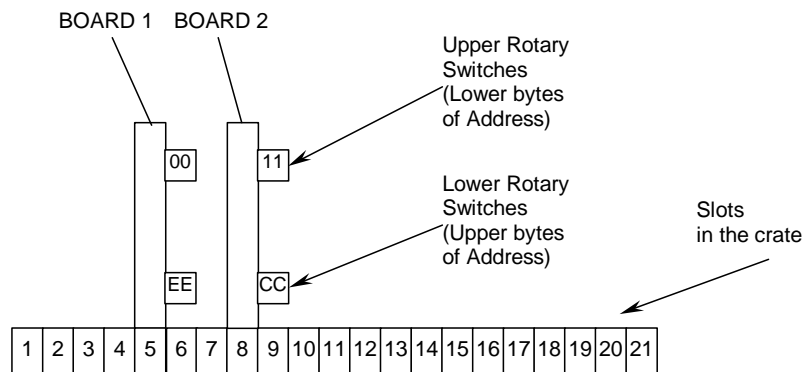 BOARD 1 BOARD 2
Upper Rotary
Switches
(Lower bytes
of Address)
00 11
Lower Rotary
Switches
(Upper bytes
of Address)
Slots
in the crate
EE CC
1 2 3 4 5 6 7 8 9 10 11 12 13 14 15 16 17 18 19 20 21